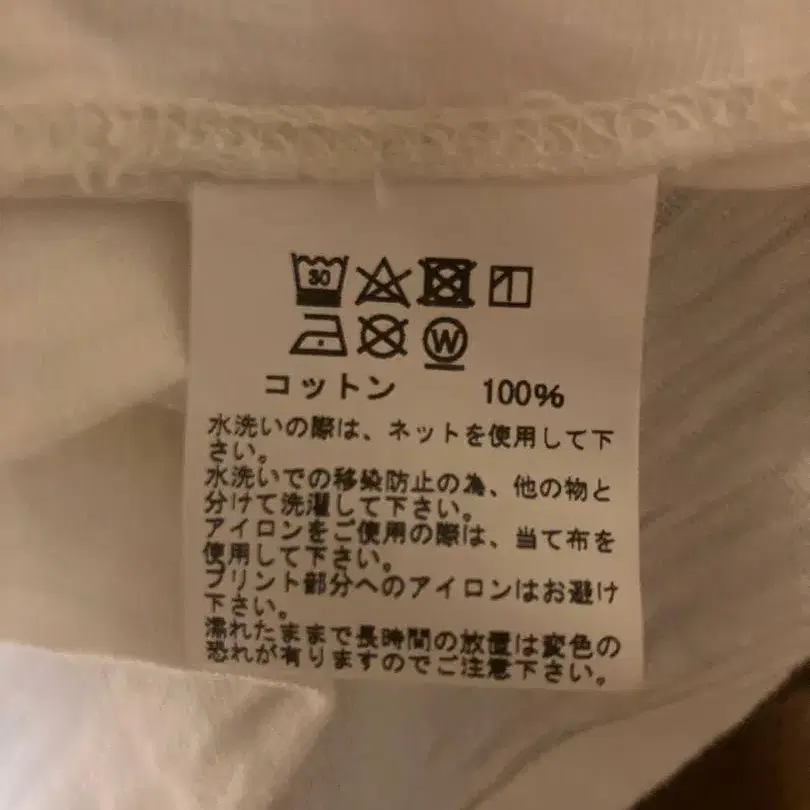 30
W
コットン 100%
水洗いの際は、ネットを使用して下
さい。
水洗いでの移染防止の為、他の物と
分けて洗濯して下さい。
アイロンをご使用の際は、当て布を
使用して下さい。
プリント部分へのアイロンはお避け
下さい。
濡れたままで長時間の放置は変色の
恐れが有りますのでご注意下さい。